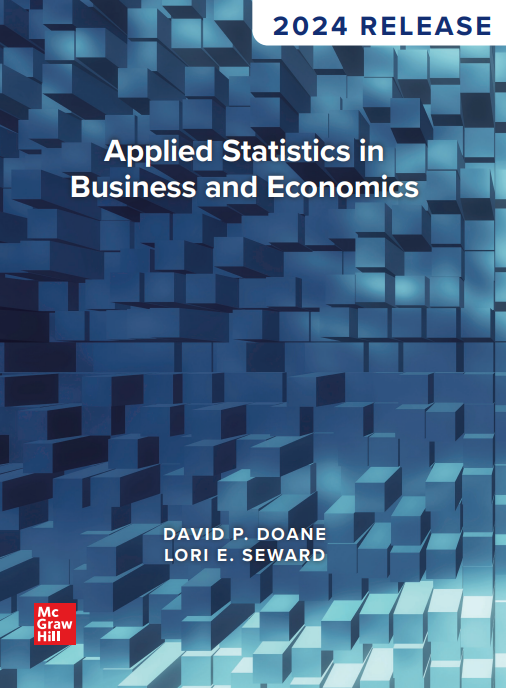 2024 RELEASE
Applied Statistics in
Business and Economics
DAVID P. DOANE
LORI E. SEWARD
Mc
Graw
Hill